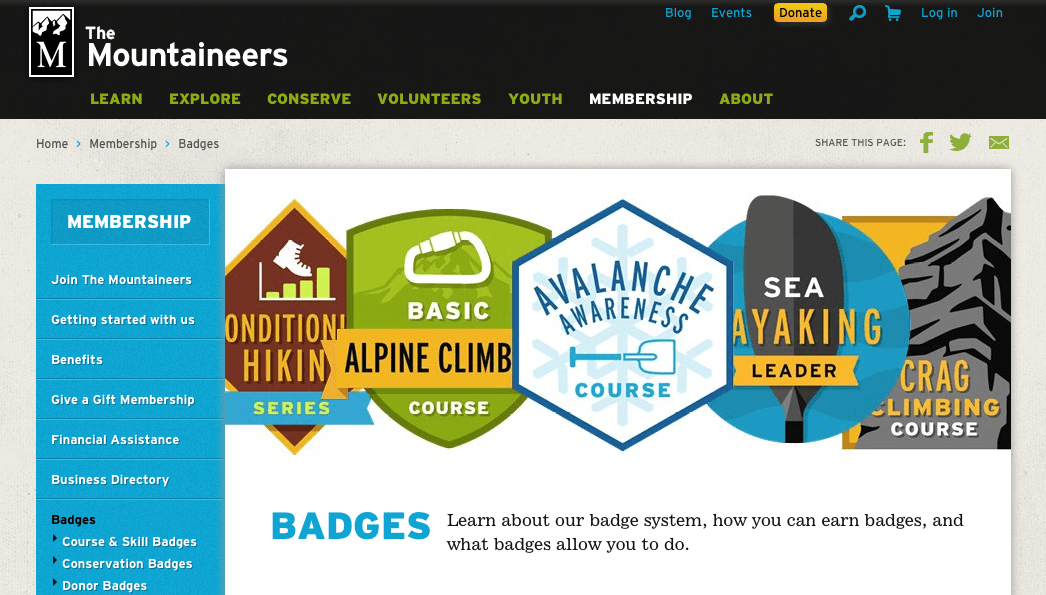 Blog Events Donate Log in Join
M
The
Mountaineers
LEARN EXPLORE CONSERVE VOLUNTEERS YOUTH MEMBERSHIP ABOUT
Home › Membership › Badges
SHARE THIS PAGE:
MEMBERSHIP
Join The Mountaineers
Getting started with us
Benefits
Give a Gift Membership
Financial Assistance
Business Directory
Badges
Course & Skill Badges
Conservation Badges
Donor Badges
ONDITION
HIKIN
SERIES
BASIC
ALPINE CLIMB
COURSE
AVALANCHE
AWARENESS
COURSE
SEA
AYAKING
LEADER
CRAG
CLIMBING
COURSE
BADGES
Learn about our badge system, how you can earn badges, and
what badges allow you to do.